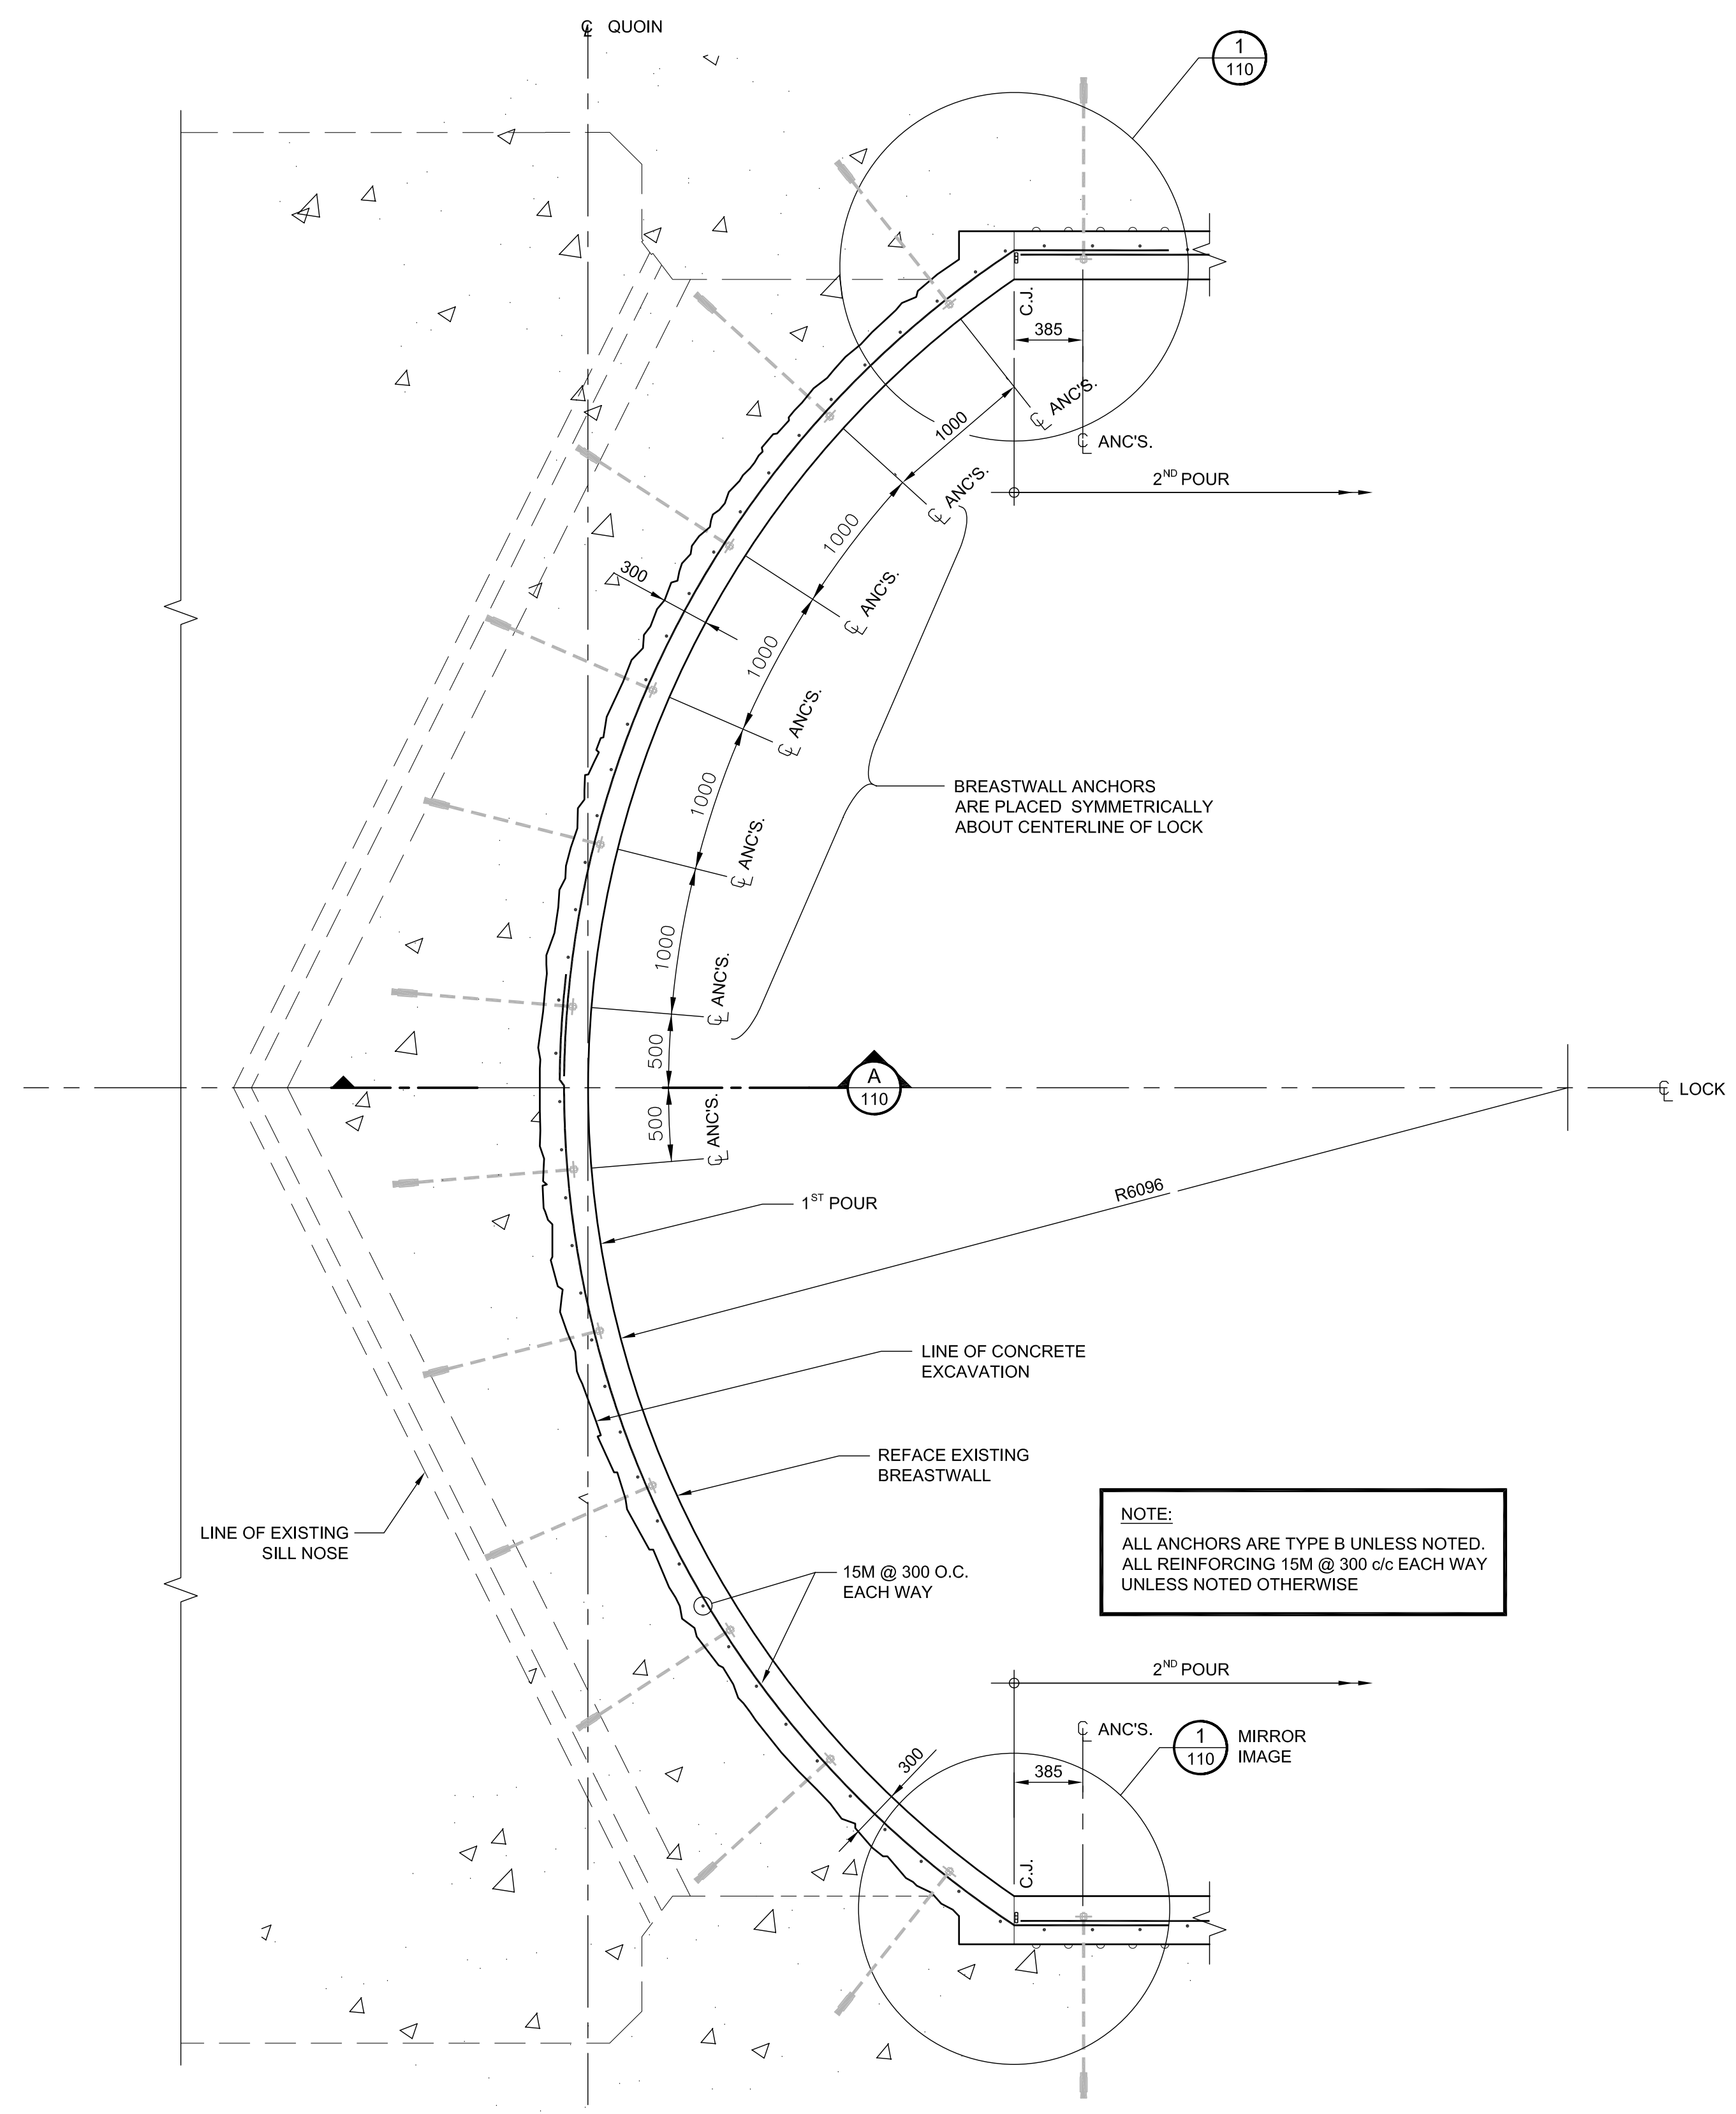 ℄ QUOIN
1
110
C.J.
385
℄ ANC'S.
℄ ANC'S.
1000
2ND POUR
℄ ANC'S.
1000
300
℄ ANC'S.
1000
℄ ANC'S.
1000
BREASTWALL ANCHORS
ARE PLACED SYMMETRICALLY
ABOUT CENTERLINE OF LOCK
℄ ANC'S.
1000
℄ ANC'S.
500
A
110
℄ LOCK
500
℄ ANC'S.
R6096
1ST POUR
LINE OF CONCRETE
EXCAVATION
REFACE EXISTING
BREASTWALL
LINE OF EXISTING
SILL NOSE
NOTE:
ALL ANCHORS ARE TYPE B UNLESS NOTED.
ALL REINFORCING 15M @ 300 c/c EACH WAY
UNLESS NOTED OTHERWISE
15M @ 300 O.C.
EACH WAY
2ND POUR
℄ ANC'S.
1
110
MIRROR
IMAGE
300
385
C.J.